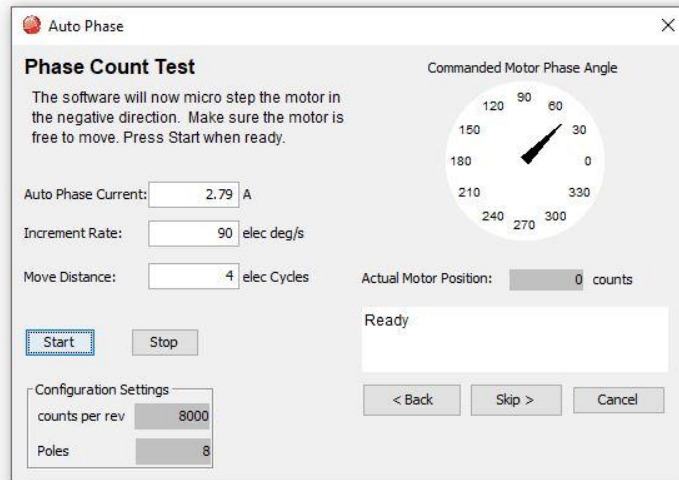 Auto Phase
Phase Count Test
The software will now micro step the motor in
the negative direction. Make sure the motor is
free to move. Press Start when ready.
Auto Phase Current: 2.79 A
Increment Rate: 90 elec deg/s
Move Distance: 4 elec Cycles
Start Stop
Configuration Settings
counts per rev 8000
Poles 8
Commanded Motor Phase Angle
90
120 60
150 30
180 0
210 330
240 300
270
Actual Motor Position: 0 counts
Ready
< Back Skip > Cancel